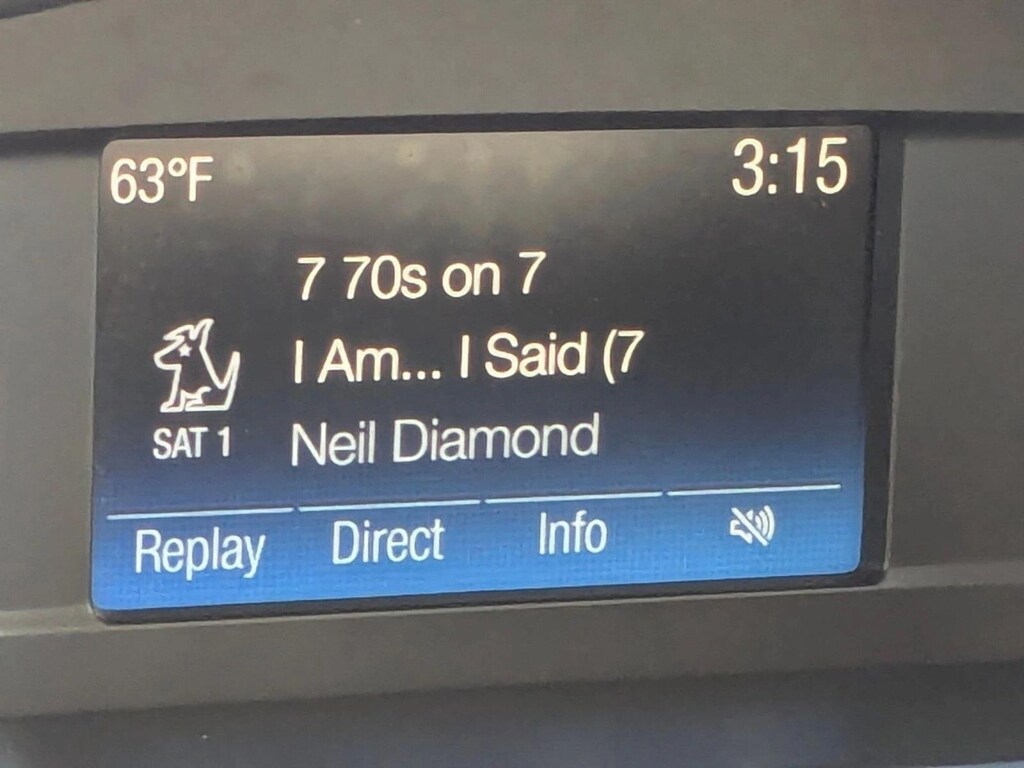 63°F 3:15
7 70s on 7
I Am... I Said (7
SAT 1 Neil Diamond
Replay Direct Info